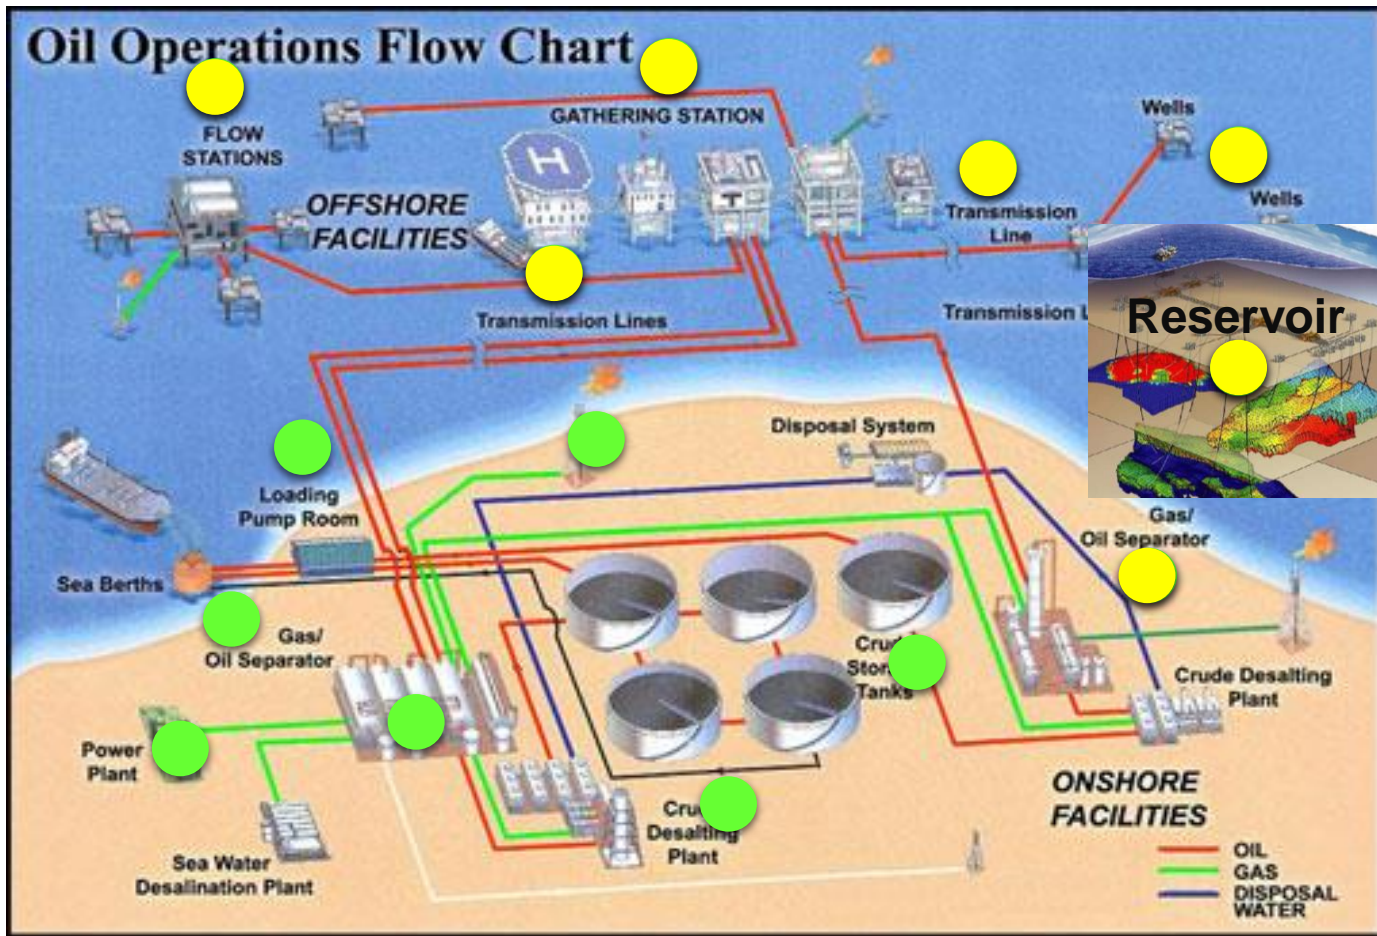 Oil Operations Flow Chart
FLOW
STATIONS
GATHERING STATION
Wells
Wells
OFFSHORE
FACILITIES
H
Transmission
Line
Transmission Lines
Transmission
Reservoir
Disposal System
Loading
Pump Room
Gas/
Oil Separator
Sea Berths
Gas/
Oil Separator
Tanks
Crude Desalting
Plant
Power
Plant
Desalting
Plant
ONSHORE
FACILITIES
Sea Water
Desalination Plant
OIL
GAS
DISPOSAL
WATER